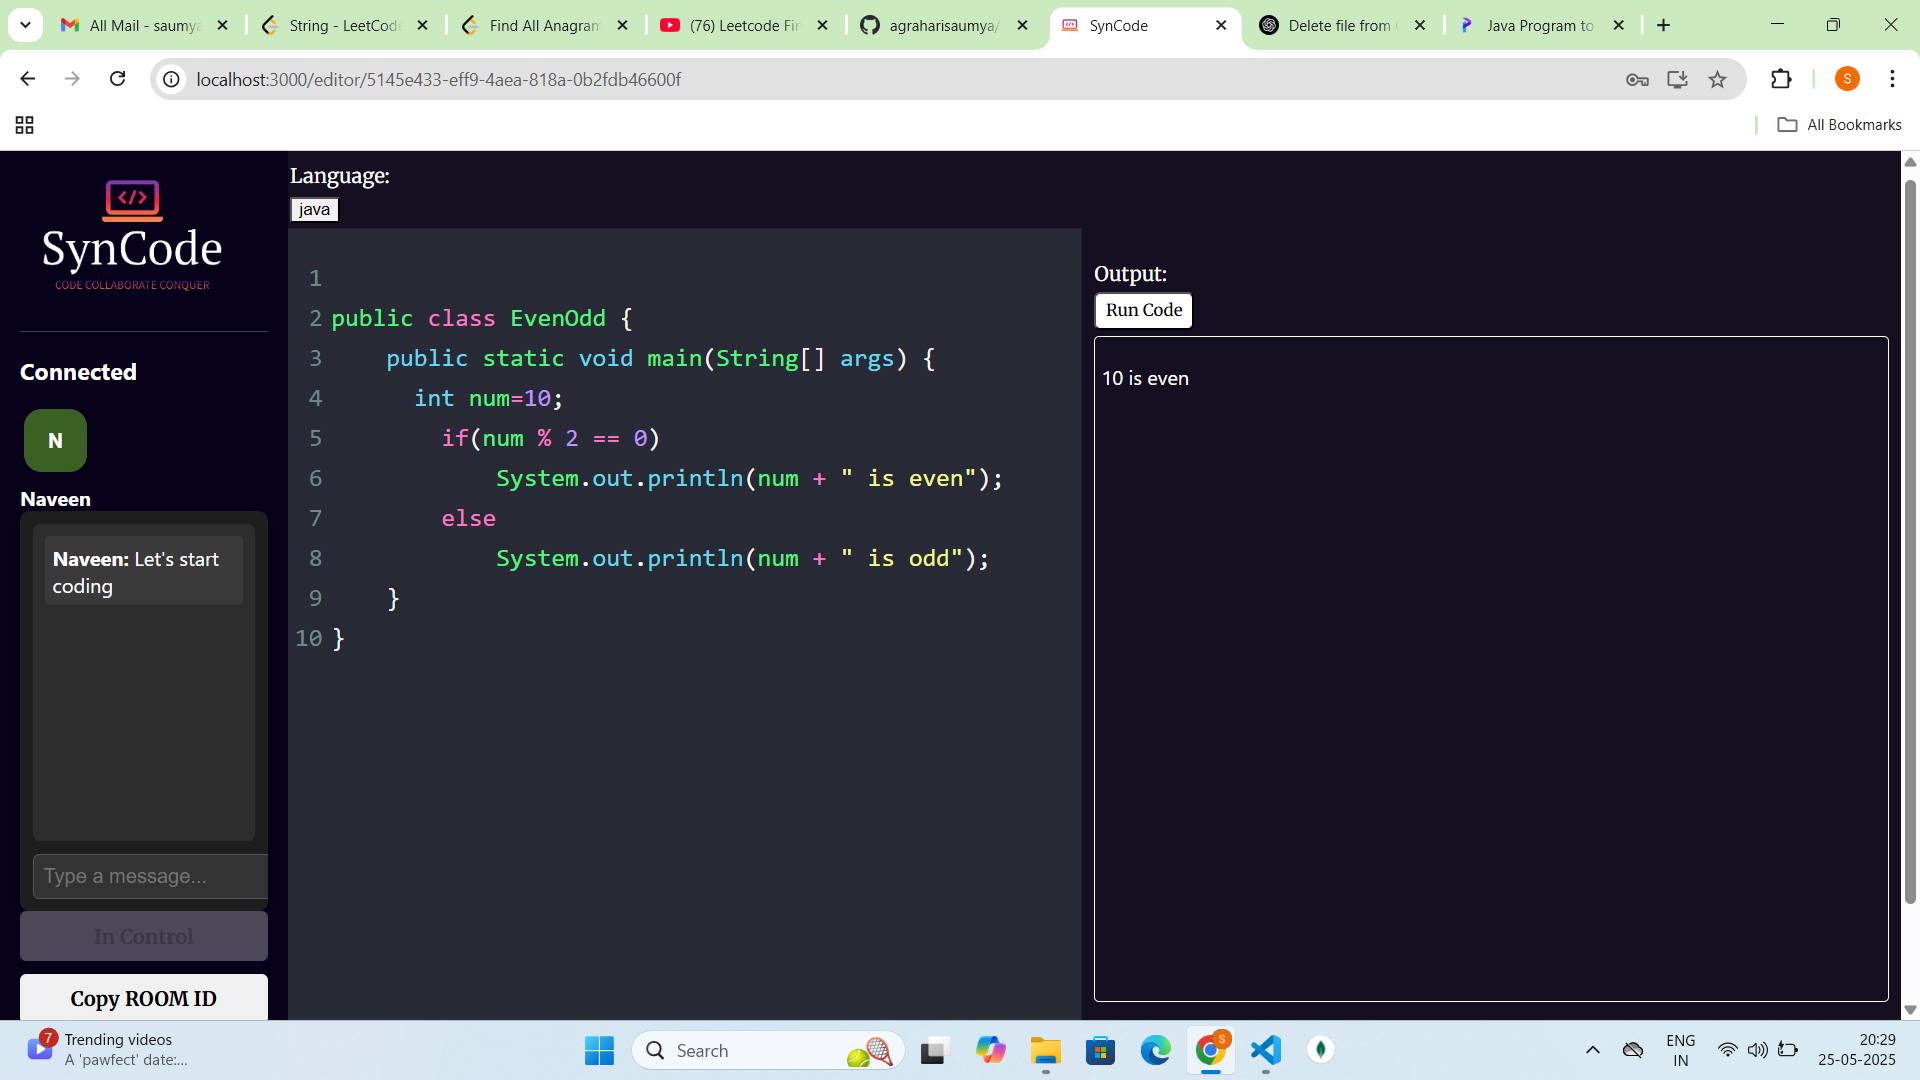 All Mail - saumya
String - LeetCode
Find All Anagram
(76) Leetcode Fin
agraharisaumya/
SynCode
Delete file from
Java Program to
localhost:3000/editor/5145e433-eff9-4aea-818a-0b2fdb46600f
S
All Bookmarks
</>
SynCode
CODE COLLABORATE CONQUER
Connected
N
Naveen
Naveen: Let's start
coding
Type a message...
In Control
Copy ROOM ID
Language:
java
1
2 public class EvenOdd {
3     public static void main(String[] args) {
4       int num=10;
5         if(num % 2 == 0)
6             System.out.println(num + " is even");
7         else
8             System.out.println(num + " is odd");
9     }
10 }
Output:
Run Code
10 is even
7
Trending videos
A 'pawfect' date:...
Search
S
ENG
IN
20:29
25-05-2025